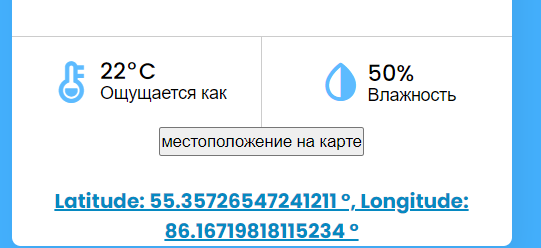 22°C
Ощущается как
50%
Влажность
местоположение на карте
Latitude: 55.35726547241211 °, Longitude:
86.16719818115234 °